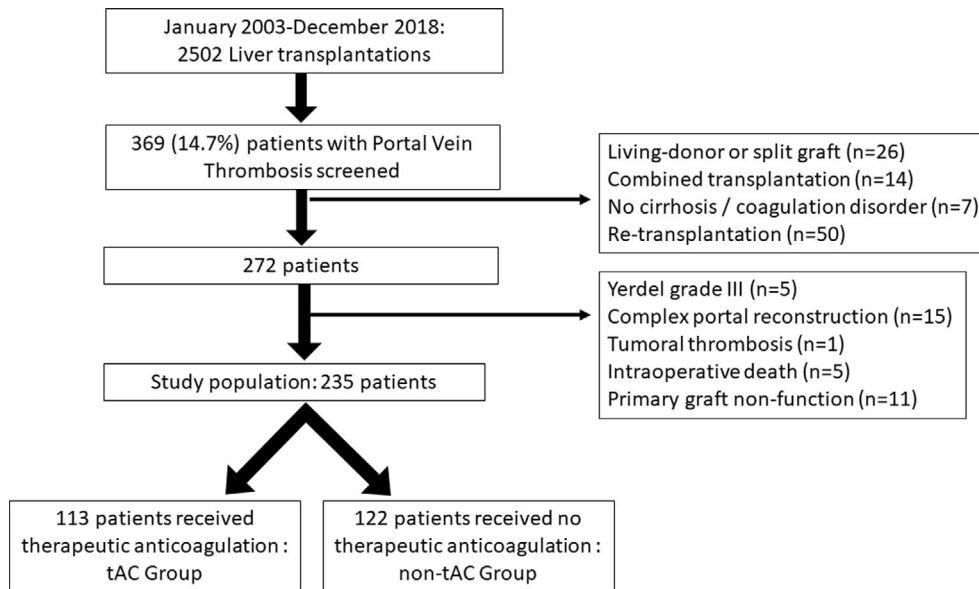 January 2003-December 2018:
2502 Liver transplantations
369 (14.7%) patients with Portal Vein
Thrombosis screened
Living-donor or split graft (n=26)
Combined transplantation (n=14)
No cirrhosis / coagulation disorder (n=7)
Re-transplantation (n=50)
272 patients
Yerdel grade III (n=5)
Complex portal reconstruction (n=15)
Tumoral thrombosis (n=1)
Intraoperative death (n=5)
Primary graft non-function (n=11)
Study population: 235 patients
113 patients received
therapeutic anticoagulation :
tAC Group
122 patients received no
therapeutic anticoagulation :
non-tAC Group